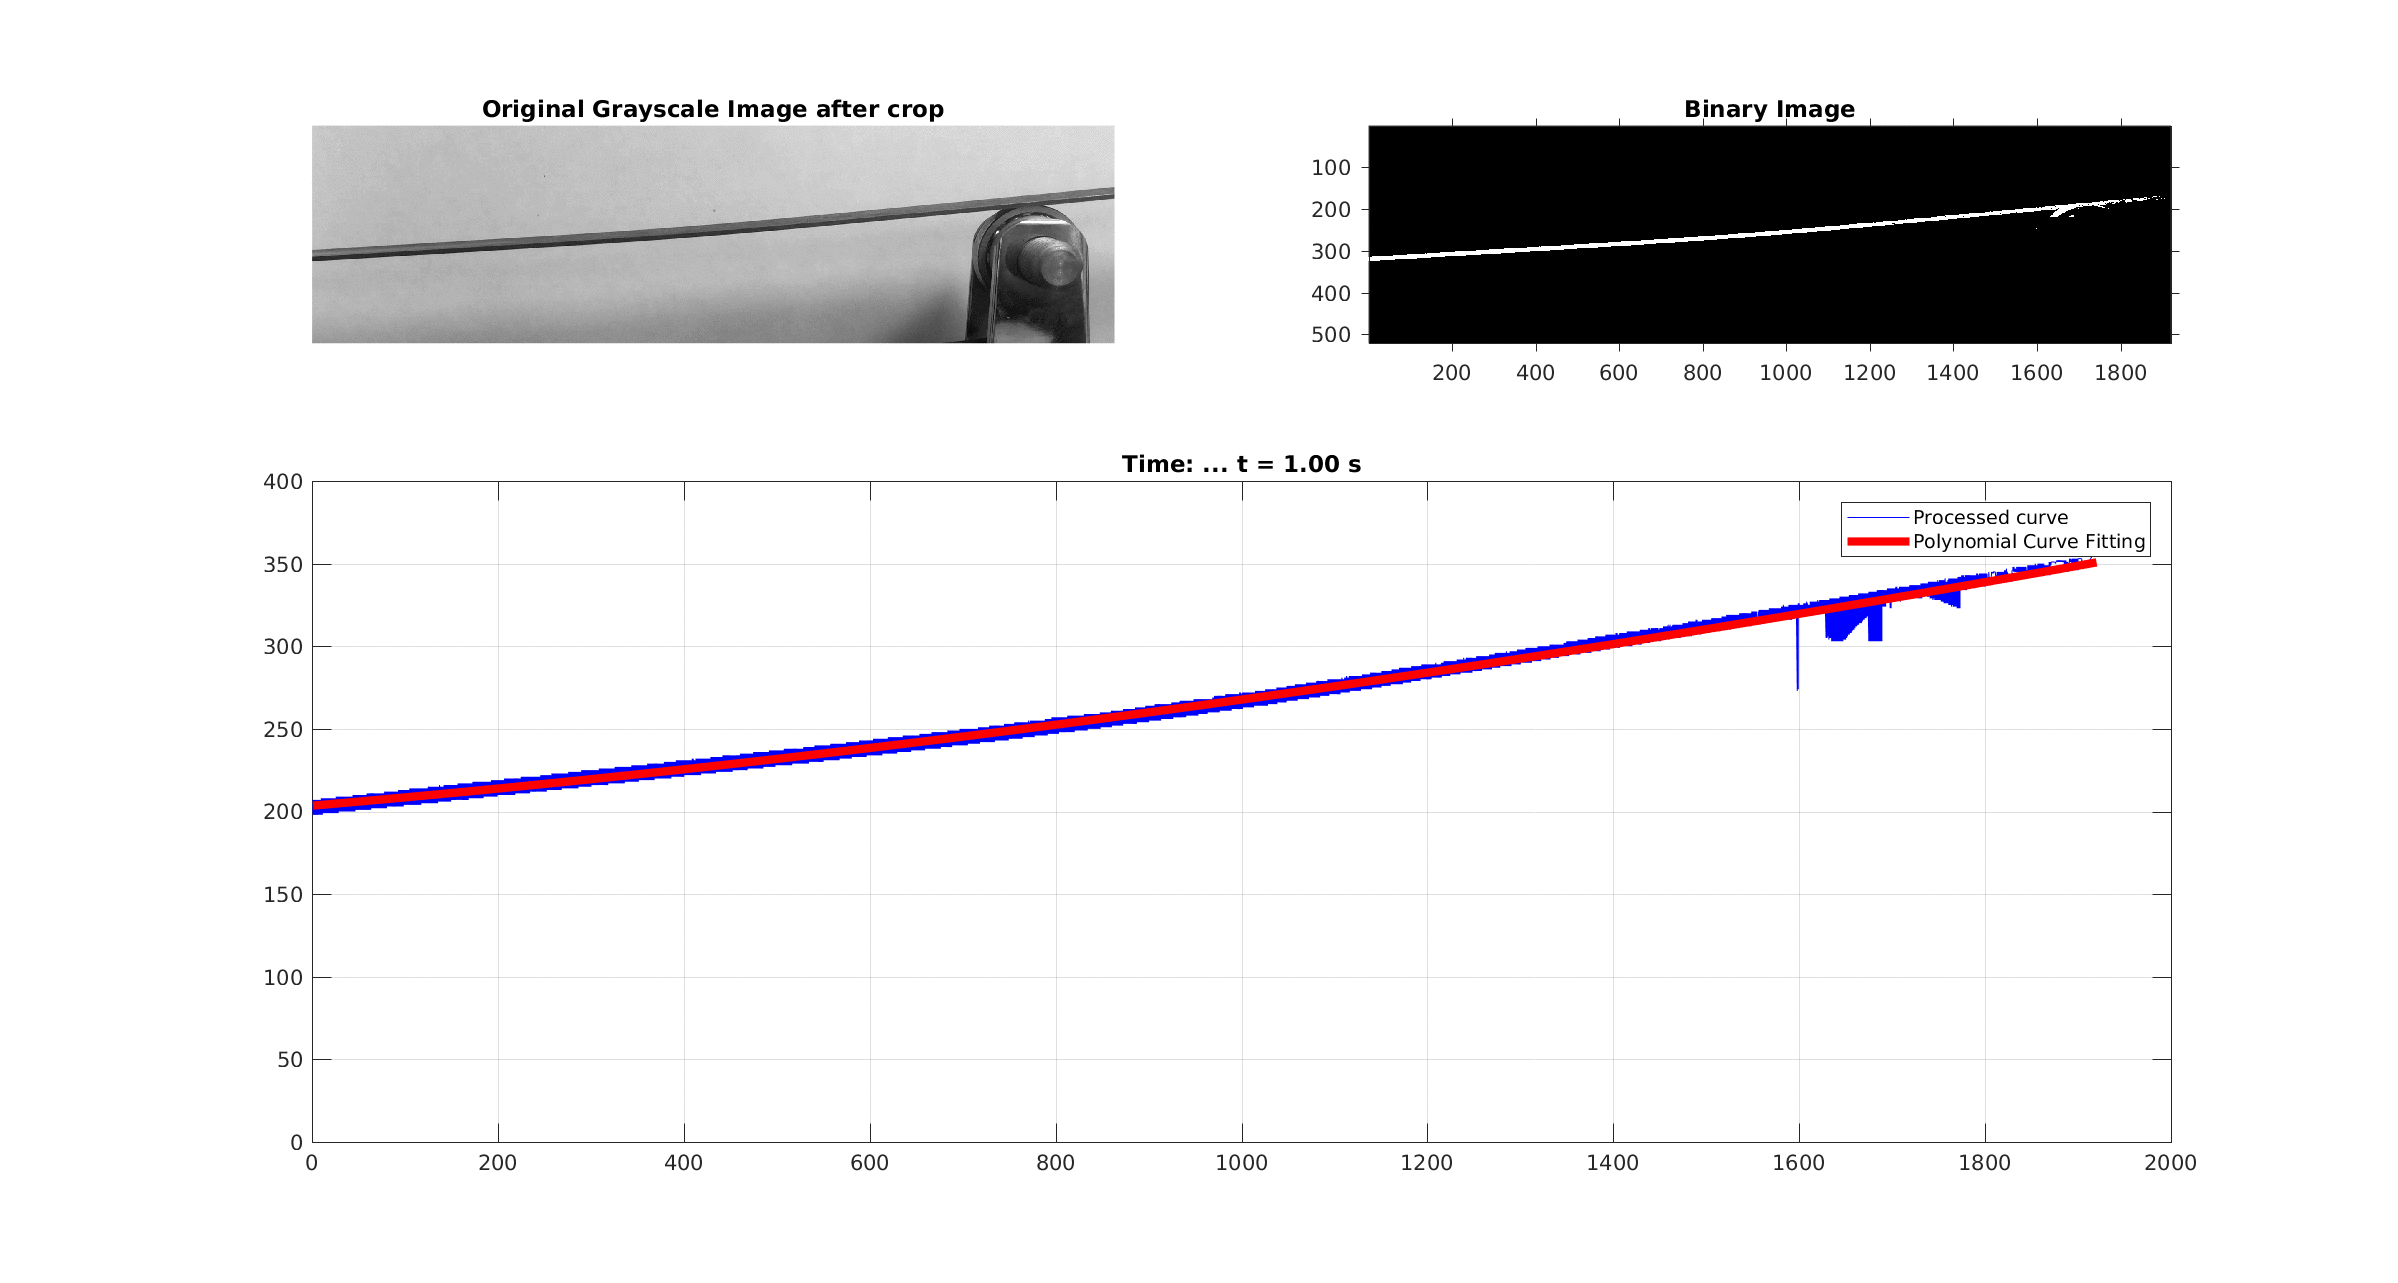 Original Grayscale Image after crop
Binary Image
100
200
300
400
500
200 400 600 800 1000 1200 1400 1600 1800
Time: ... t = 1.00 s
400
350
300
250
200
150
100
50
0
Processed curve
Polynomial Curve Fitting
0 200 400 600 800 1000 1200 1400 1600 1800 2000